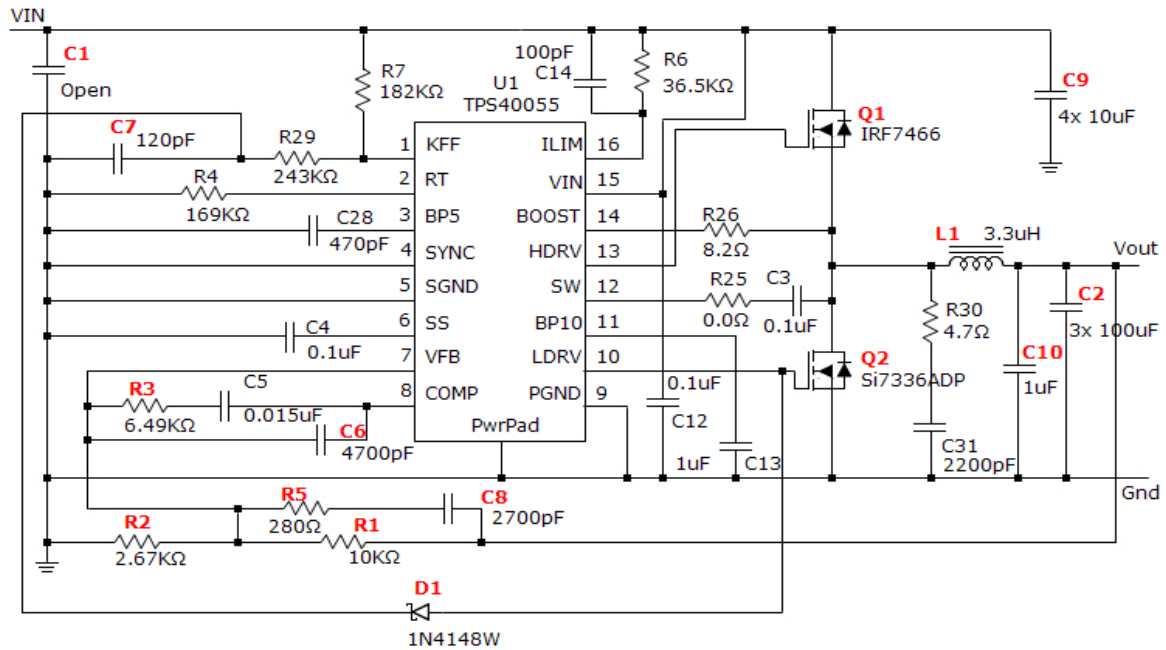 VIN
C1
Open
C7
120pF
R29
243KΩ
R7
182KΩ
R4
169KΩ
C28
470pF
C4
0.1uF
R3
6.49KΩ
C5
0.015uF
C6
4700pF
U1
TPS40055
100pF
C14
R6
36.5KΩ
1 KFF ILIM 16
2 RT VIN 15
3 BP5 BOOST 14
4 SYNC HDRV 13
5 SGND SW 12
6 SS BP10 11
7 VFB LDRV 10
8 COMP PGND 9
PwrPad
R26
8.2Ω
R25
0.0Ω
C3
0.1uF
0.1uF
C12
1uF
C13
Q1
IRF7466
Q2
Si7336ADP
C9
4x 10uF
L1
3.3uH
Vout
R30
4.7Ω
C2
3x 100uF
C10
1uF
C31
2200pF
Gnd
R5
280Ω
C8
2700pF
R2
2.67KΩ
R1
10KΩ
D1
1N4148W